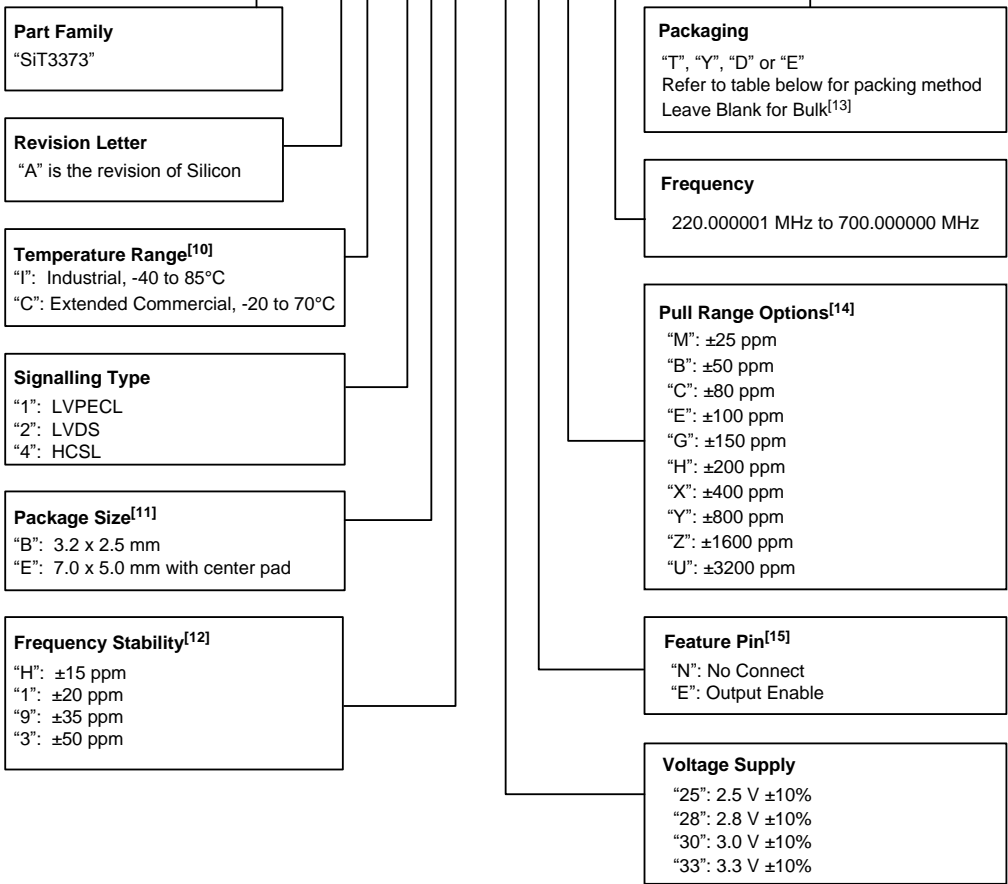 Part Family
“SiT3373”
Revision Letter
“A” is the revision of Silicon
Temperature Range[10]
“I”: Industrial, -40 to 85°C
“C”: Extended Commercial, -20 to 70°C
Signalling Type
“1”: LVPECL
“2”: LVDS
“4”: HCSL
Package Size[11]
“B”: 3.2 x 2.5 mm
“E”: 7.0 x 5.0 mm with center pad
Frequency Stability[12]
“H”: ±15 ppm
“1”: ±20 ppm
“9”: ±35 ppm
“3”: ±50 ppm
Packaging
“T”, “Y”, “D” or “E”
Refer to table below for packing method
Leave Blank for Bulk[13]
Frequency
220.000001 MHz to 700.000000 MHz
Pull Range Options[14]
“M”: ±25 ppm
“B”: ±50 ppm
“C”: ±80 ppm
“E”: ±100 ppm
“G”: ±150 ppm
“H”: ±200 ppm
“X”: ±400 ppm
“Y”: ±800 ppm
“Z”: ±1600 ppm
“U”: ±3200 ppm
Feature Pin[15]
“N”: No Connect
“E”: Output Enable
Voltage Supply
“25”: 2.5 V ±10%
“28”: 2.8 V ±10%
“30”: 3.0 V ±10%
“33”: 3.3 V ±10%